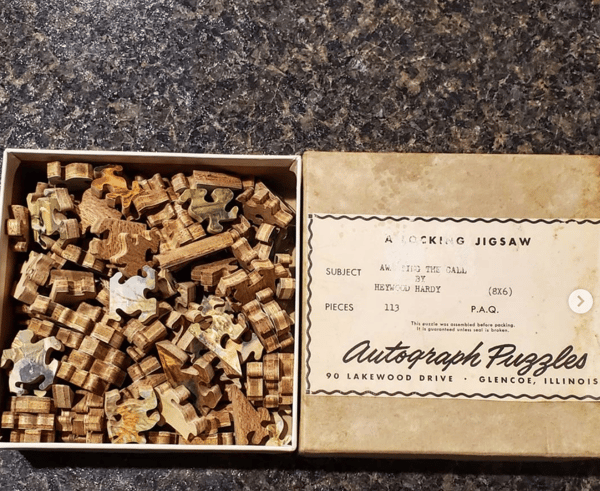 A LOCKING JIGSAW
SUBJECT AWAITING THE CALL
BY
HEYWOOD HARDY (8X6)
PIECES 113 P.A.Q.
This puzzle was assembled before packing.
It is guaranteed unless seal is broken.
Autograph Puzzles
90 LAKEWOOD DRIVE · GLENCOE, ILLINOIS